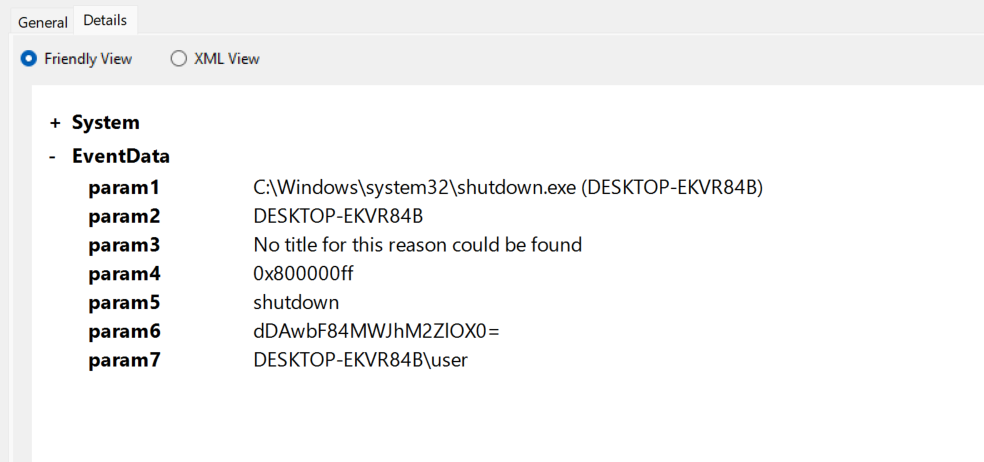 General
Details
Friendly View
XML View
+ System
- EventData
param1 C:\Windows\system32\shutdown.exe (DESKTOP-EKVR84B)
param2 DESKTOP-EKVR84B
param3 No title for this reason could be found
param4 0x800000ff
param5 shutdown
param6 dDAwbF84MWJhM2ZlOX0=
param7 DESKTOP-EKVR84B\user